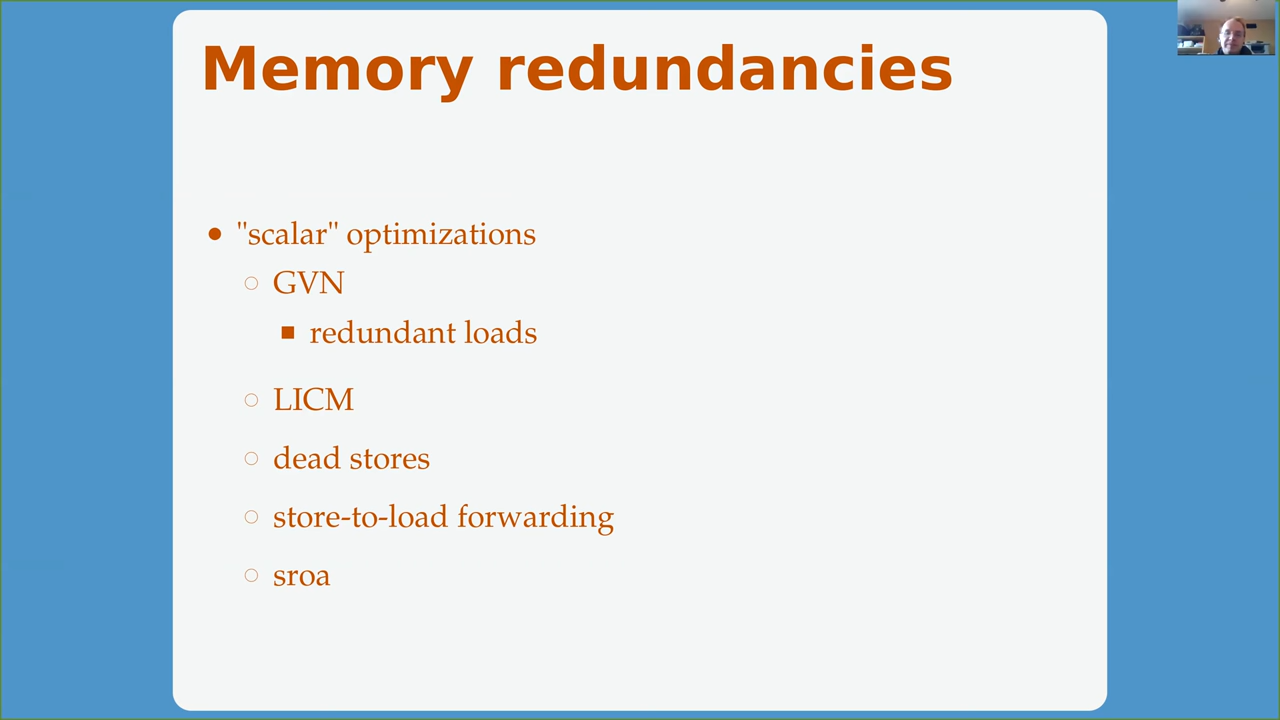 Memory redundancies
"scalar" optimizations
GVN
redundant loads
LICM
dead stores
store-to-load forwarding
sroa